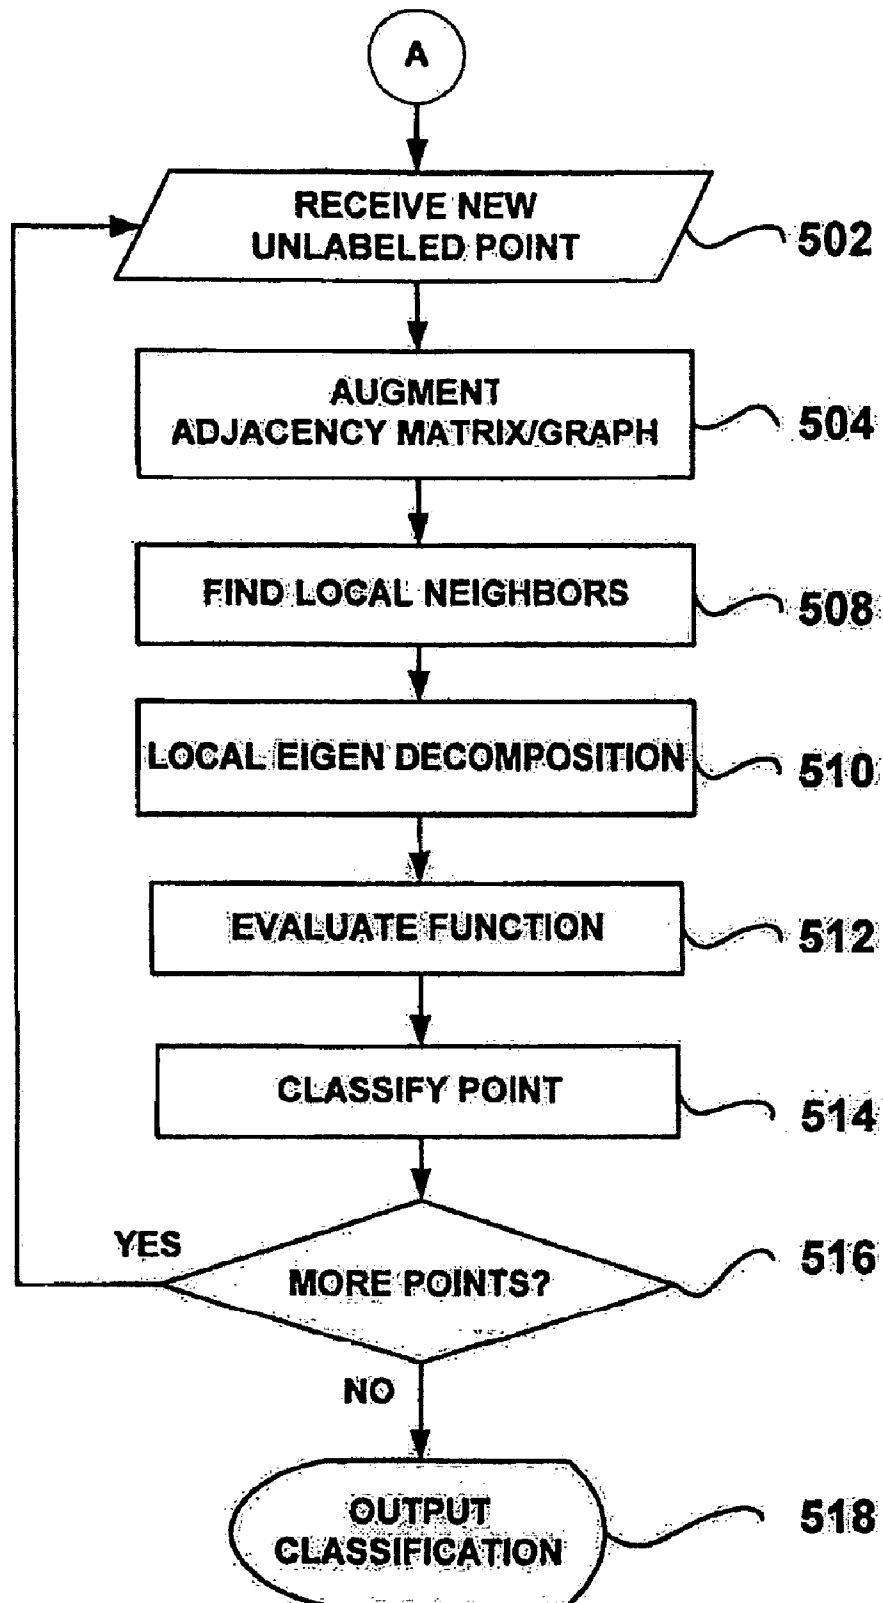 A
RECEIVE NEW
UNLABELED POINT
502
AUGMENT
ADJACENCY MATRIX/GRAPH
504
FIND LOCAL NEIGHBORS
508
LOCAL EIGEN DECOMPOSITION
510
EVALUATE FUNCTION
512
CLASSIFY POINT
514
YES
MORE POINTS?
516
NO
OUTPUT
CLASSIFICATION
518